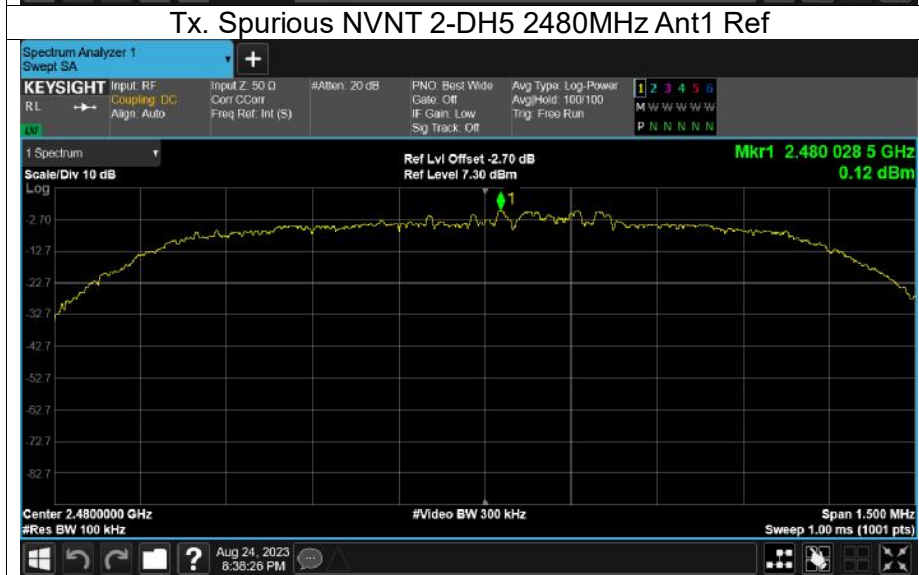 Tx. Spurious NVNT 2-DH5 2480MHz Ant1 Ref
Spectrum Analyzer 1
Swept SA
+
KEYSIGHT
RL
LXI
Input: RF
Coupling: DC
Align: Auto
Input Z: 50 Ω
Corr CCorr
Freq Ref: Int (S)
#Atten: 20 dB
PNO: Best Wide
Gate: Off
IF Gain: Low
Sig Track: Off
Avg Type: Log-Power
Avg|Hold: 100/100
Trig: Free Run
1 2 3 4 5 6
M W W W W W
P N N N N N
1 Spectrum
Scale/Div 10 dB
Ref Lvl Offset -2.70 dB
Ref Level 7.30 dBm
Mkr1 2.480 028 5 GHz
0.12 dBm
Log
1
-2.70
-12.7
-22.7
-32.7
-42.7
-52.7
-62.7
-72.7
-82.7
Center 2.4800000 GHz
#Res BW 100 kHz
#Video BW 300 kHz
Span 1.500 MHz
Sweep 1.00 ms (1001 pts)
?
Aug 24, 2023
8:38:26 PM